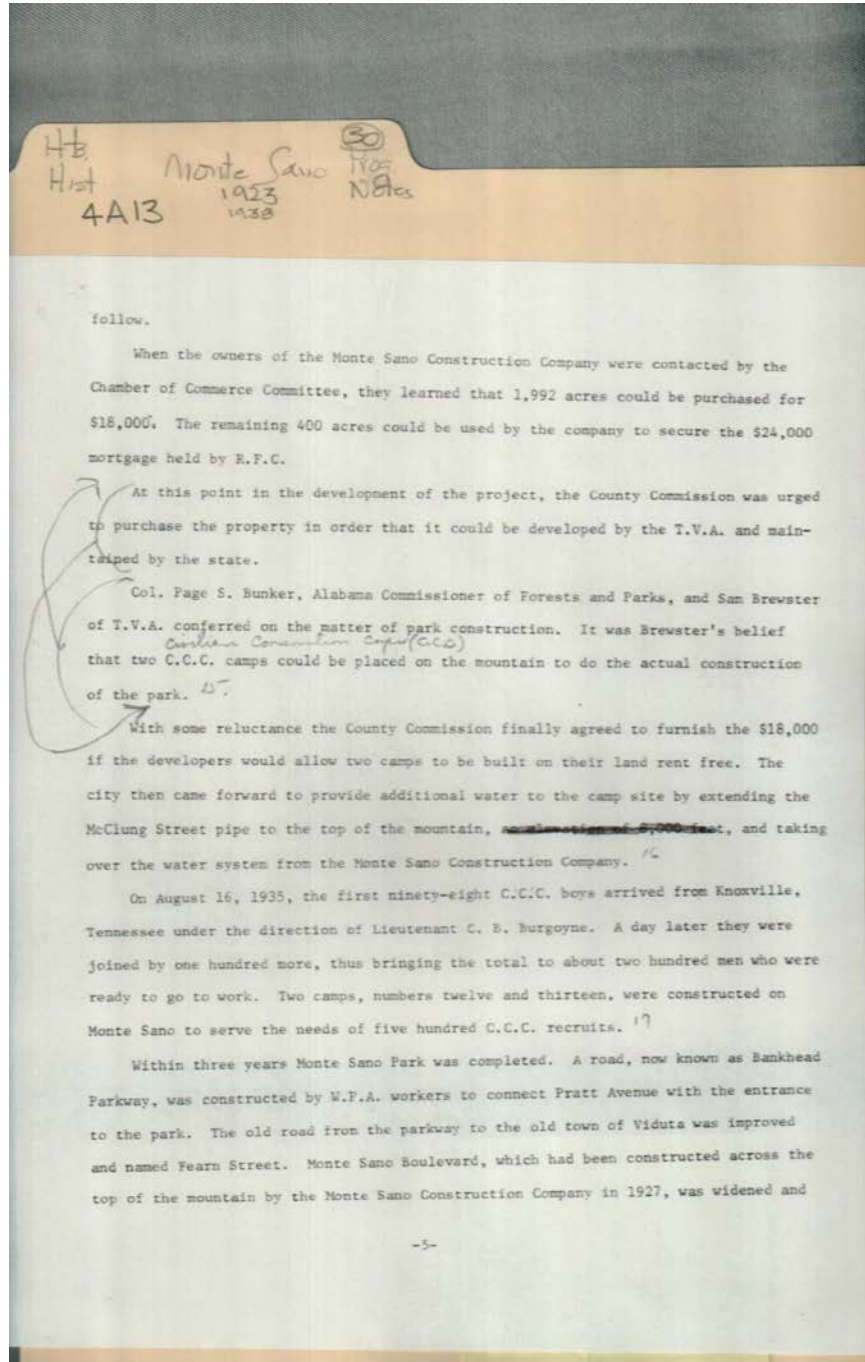 Htb. Hist
4A13
Monte Sano
1923
1938
30
Notes
follow.
When the owners of the Monte Sano Construction Company were contacted by the
Chamber of Commerce Committee, they learned that 1,992 acres could be purchased for
$18,000. The remaining 400 acres could be used by the company to secure the $24,000
mortgage held by R.F.C.
At this point in the development of the project, the County Commission was urged
to purchase the property in order that it could be developed by the T.V.A. and main-
tained by the state.
Col. Page S. Bunker, Alabama Commissioner of Forests and Parks, and Sam Brewster
of T.V.A. conferred on the matter of park construction. It was Brewster's belief
Civilian Conservation Corps (C.C.C.)
that two C.C.C. camps could be placed on the mountain to do the actual construction
of the park. 15
With some reluctance the County Commission finally agreed to furnish the $18,000
if the developers would allow two camps to be built on their land rent free. The
city then came forward to provide additional water to the camp site by extending the
McClung Street pipe to the top of the mountain, an elevation of 8,000 feet, and taking
over the water system from the Monte Sano Construction Company. 16
On August 16, 1935, the first ninety-eight C.C.C. boys arrived from Knoxville,
Tennessee under the direction of Lieutenant C. B. Burgoyne. A day later they were
joined by one hundred more, thus bringing the total to about two hundred men who were
ready to go to work. Two camps, numbers twelve and thirteen, were constructed on
Monte Sano to serve the needs of five hundred C.C.C. recruits. 17
Within three years Monte Sano Park was completed. A road, now known as Bankhead
Parkway, was constructed by W.P.A. workers to connect Pratt Avenue with the entrance
to the park. The old road from the parkway to the old town of Viduta was improved
and named Fearn Street. Monte Sano Boulevard, which had been constructed across the
top of the mountain by the Monte Sano Construction Company in 1927, was widened and
-5-